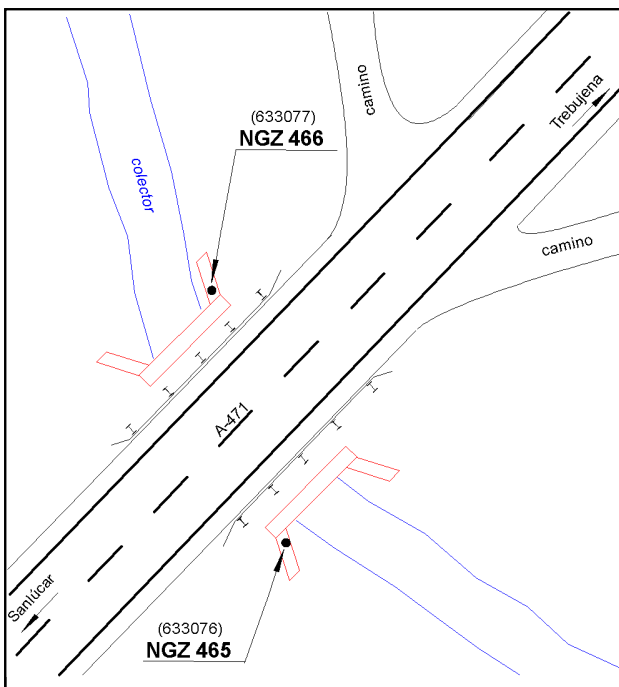 camino
Trebujena
(633077)
NGZ 466
colector
camino
A-471
Sanlúcar
(633076)
NGZ 465